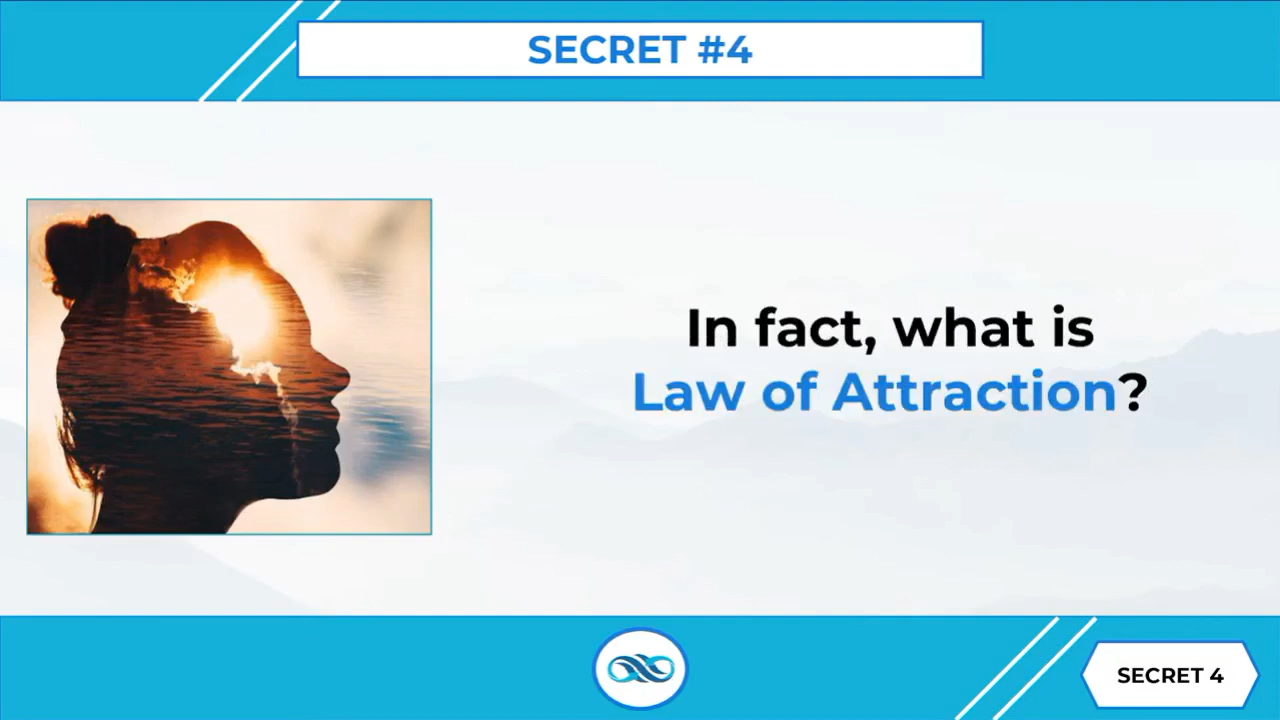 SECRET #4
In fact, what is
Law of Attraction?
SECRET 4